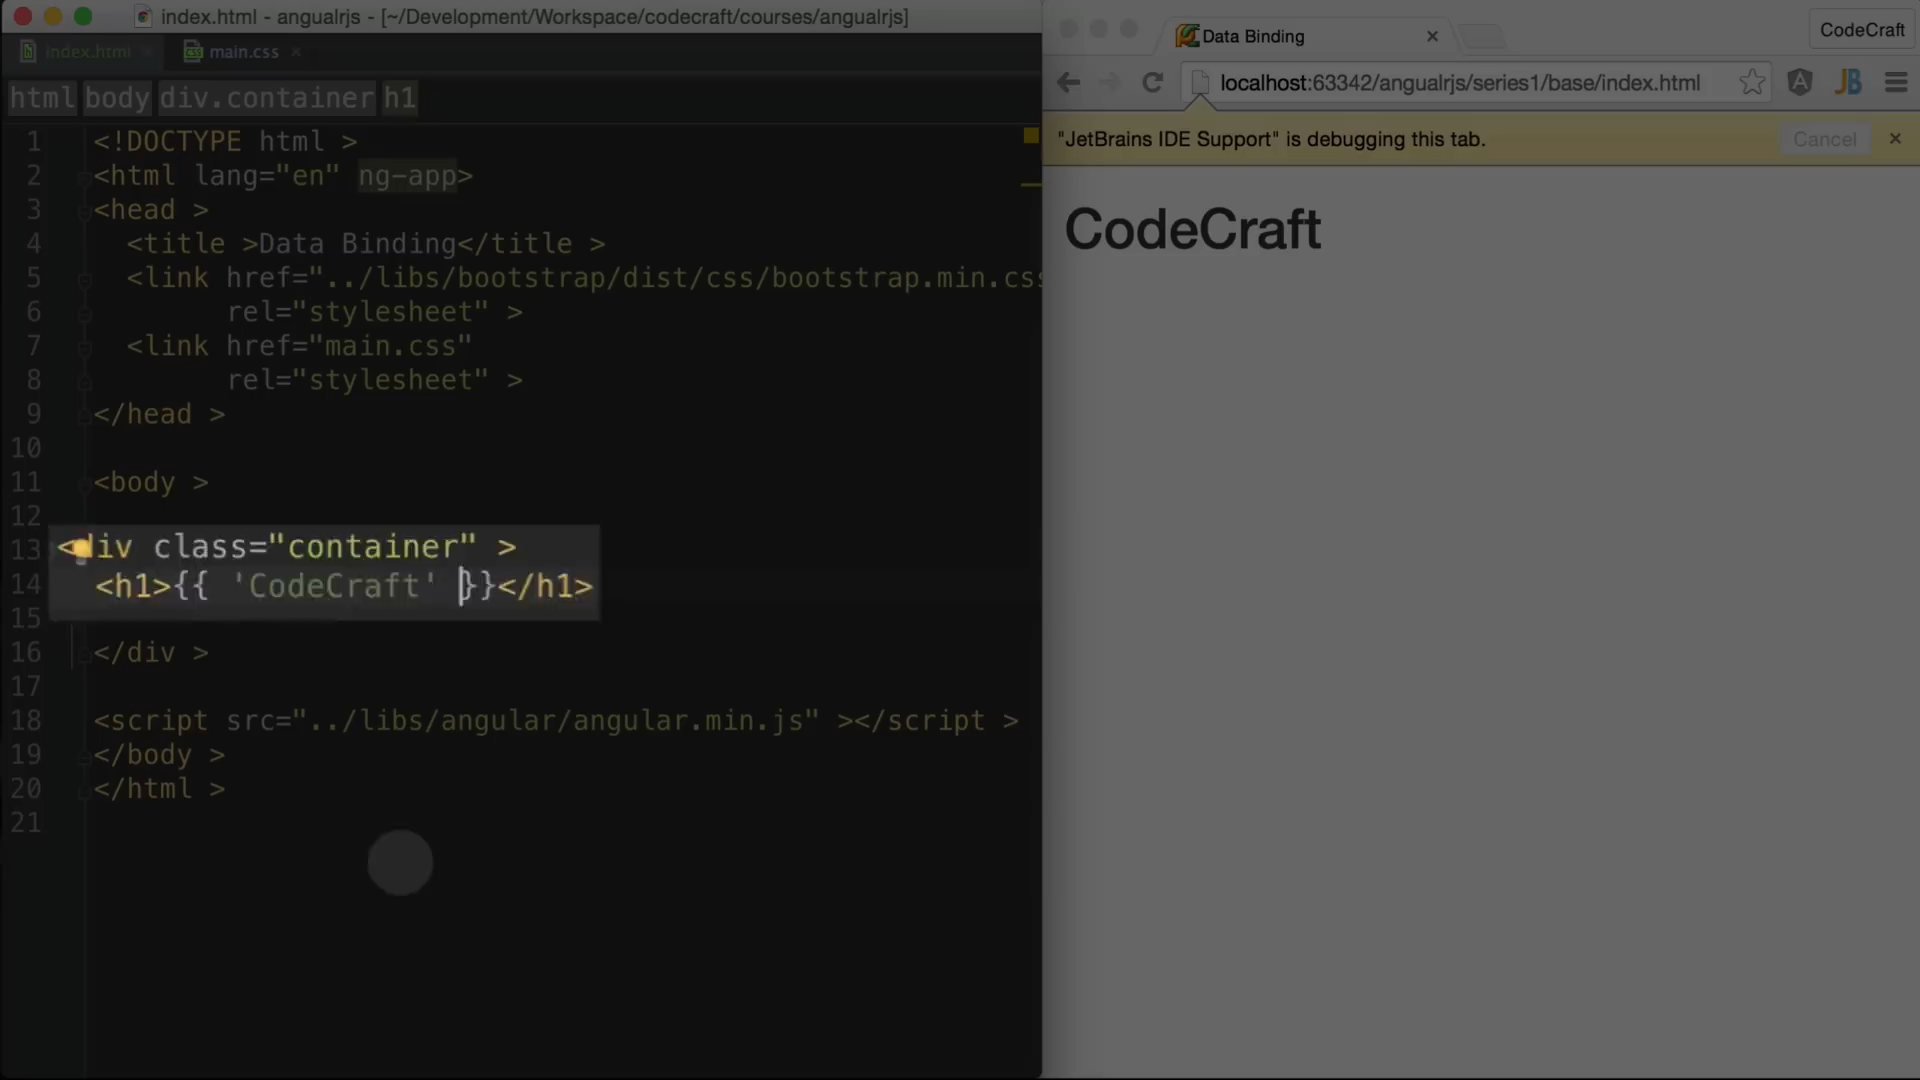 index.html - angualrjs - [~/Development/Workspace/codecraft/courses/angualrjs]
index.html × main.css ×
html body div.container h1
1 <!DOCTYPE html >
2 <html lang="en" ng-app>
3 <head >
4 <title >Data Binding</title >
5 <link href="../libs/bootstrap/dist/css/bootstrap.min.css
6 rel="stylesheet" >
7 <link href="main.css"
8 rel="stylesheet" >
9 </head >
10
11 <body >
12
13 <div class="container" >
14 <h1>{{ 'CodeCraft' }}</h1>
15
16 </div >
17
18 <script src="../libs/angular/angular.min.js" ></script >
19 </body >
20 </html >
21
Data Binding ×
CodeCraft
localhost:63342/angualrjs/series1/base/index.html
A JB
"JetBrains IDE Support" is debugging this tab. Cancel ×
CodeCraft